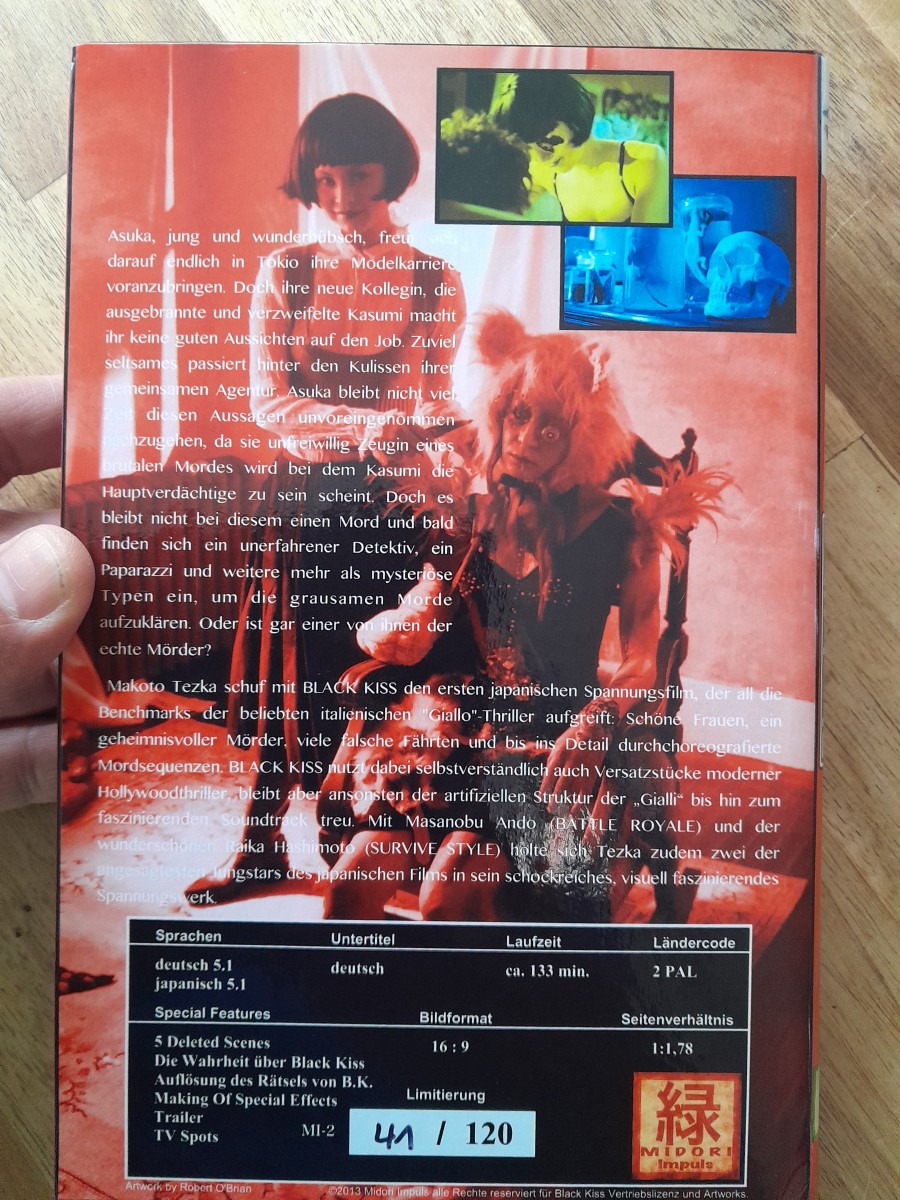 Asuka, jung und wunderhübsch, freut sich
darauf endlich in Tokio ihre Modelkarriere
voranzubringen. Doch ihre neue Kollegin, die
ausgebrannte und verzweifelte Kasumi macht
ihr keine guten Aussichten auf den Job. Zuviel
seltsames passiert hinter den Kulissen ihrer
gemeinsamen Agentur. Asuka bleibt nicht viel
Zeit diesen Aussagen unvoreingenommen
nachzugehen, da sie unfreiwillig Zeugin eines
brutalen Mordes wird bei dem Kasumi die
Hauptverdächtige zu sein scheint. Doch es
bleibt nicht bei diesem einen Mord und bald
finden sich ein unerfahrener Detektiv, ein
Paparazzi und weitere mehr als mysteriöse
Typen ein, um die grausamen Morde
aufzuklären. Oder ist gar einer von ihnen der
echte Mörder?
Makoto Tezka schuf mit BLACK KISS den ersten japanischen Spannungsfilm, der all die
Benchmarks der beliebten italienischen "Giallo"-Thriller aufgreift: Schöne Frauen, ein
geheimnisvoller Mörder, viele falsche Fährten und bis ins Detail durchchoreografierte
Mordsequenzen. BLACK KISS nutzt dabei selbstverständlich auch Versatzstücke moderner
Hollywoodthriller, bleibt aber ansonsten der artifiziellen Struktur der „Gialli“ bis hin zum
faszinierenden Soundtrack treu. Mit Masanobu Ando (BATTLE ROYALE) und der
wunderschönen Raika Hashimoto (SURVIVE STYLE) holte sich Tezka zudem zwei der
angesagtesten Jungstars des japanischen Films in sein schockreiches, visuell faszinierendes
Spannungswerk.
Sprachen Untertitel Laufzeit Ländercode
deutsch 5.1 deutsch ca. 133 min. 2 PAL
japanisch 5.1
Special Features Bildformat Seitenverhältnis
5 Deleted Scenes 16 : 9 1:1,78
Die Wahrheit über Black Kiss
Auflösung des Rätsels von B.K.
Making Of Special Effects Limitierung
Trailer
TV Spots MI-2 41 / 120
緑
MIDORI
Impuls
Artwork by Robert O'Brian ©2013 Midori Impuls alle Rechte reserviert für Black Kiss Vertriebslizenz und Artworks.